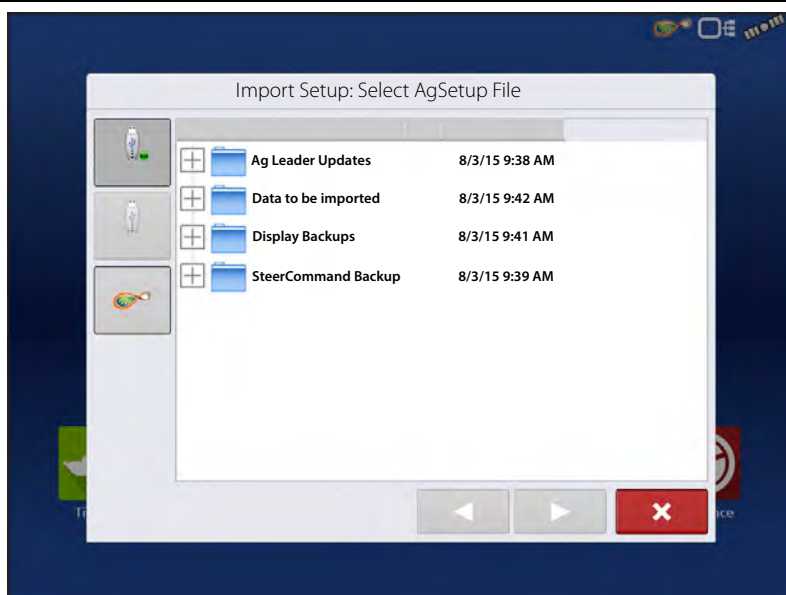 Import Setup: Select AgSetup File
Ag Leader Updates 8/3/15 9:38 AM
Data to be imported 8/3/15 9:42 AM
Display Backups 8/3/15 9:41 AM
SteerCommand Backup 8/3/15 9:39 AM
Ti
ice